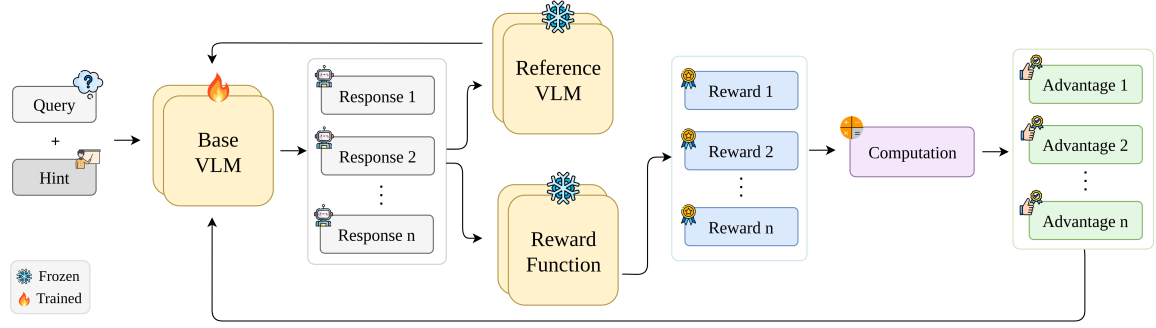 Query
+
Hint
Base
VLM
Response 1
Response 2
⋮
Response n
Reference
VLM
Reward
Function
Reward 1
Reward 2
⋮
Reward n
Computation
Advantage 1
Advantage 2
⋮
Advantage n
Frozen
Trained